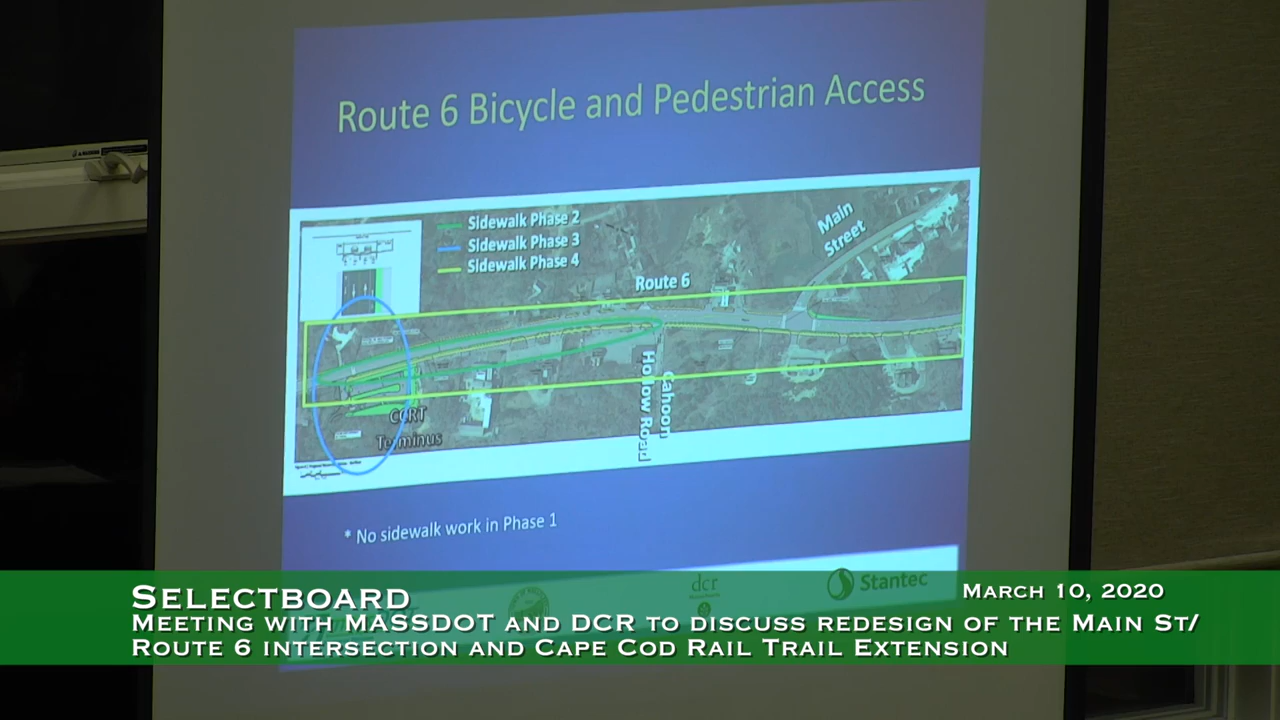 Route 6 Bicycle and Pedestrian Access
Sidewalk Phase 2
Sidewalk Phase 3
Sidewalk Phase 4
Main
Street
Route 6
Cahoon
Hollow Road
CCRT
Terminus
* No sidewalk work in Phase 1
dcr
Stantec
SELECTBOARD
MARCH 10, 2020
MEETING WITH MASSDOT AND DCR TO DISCUSS REDESIGN OF THE MAIN ST/
ROUTE 6 INTERSECTION AND CAPE COD RAIL TRAIL EXTENSION